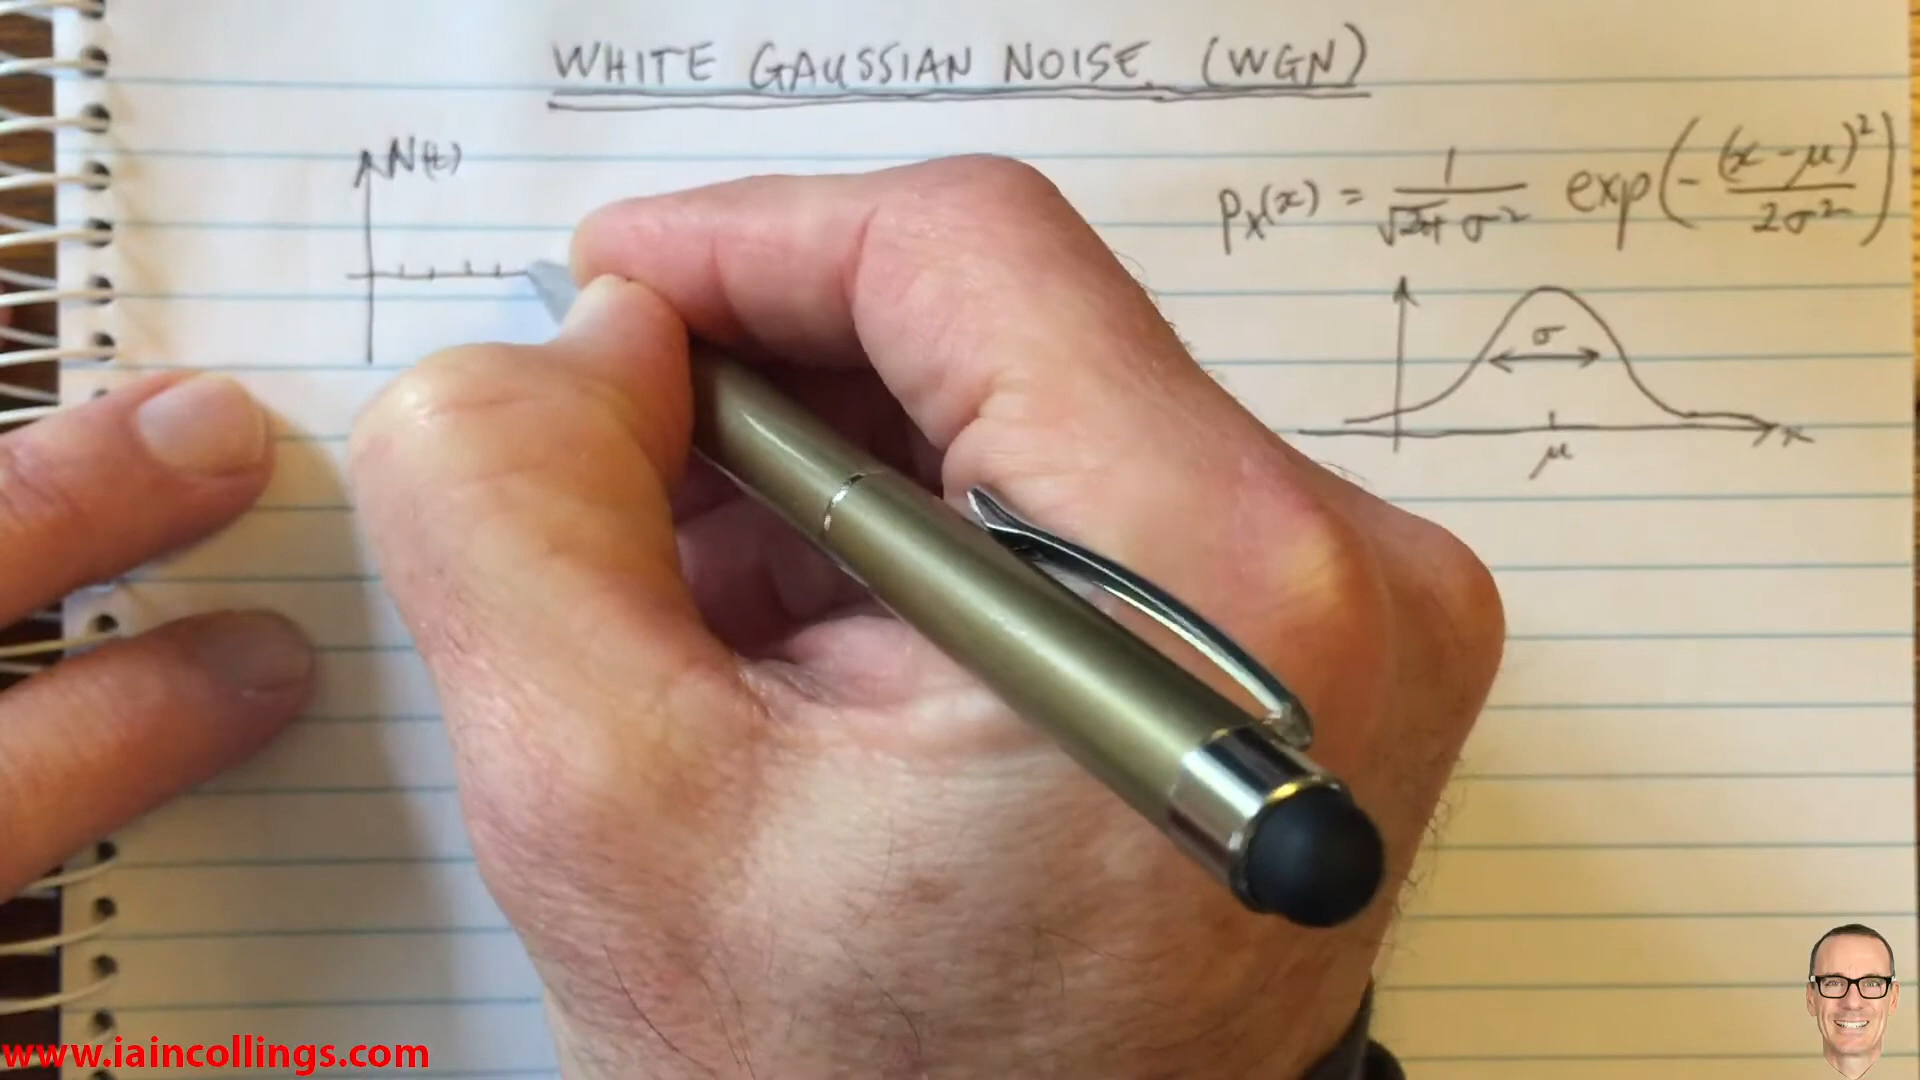 WHITE GAUSSIAN NOISE (WGN)
N(t)
pX(x) = 1/√2π σ² exp(-(x-μ)²/2σ²)
σ
μ
x
www.iaincollings.com